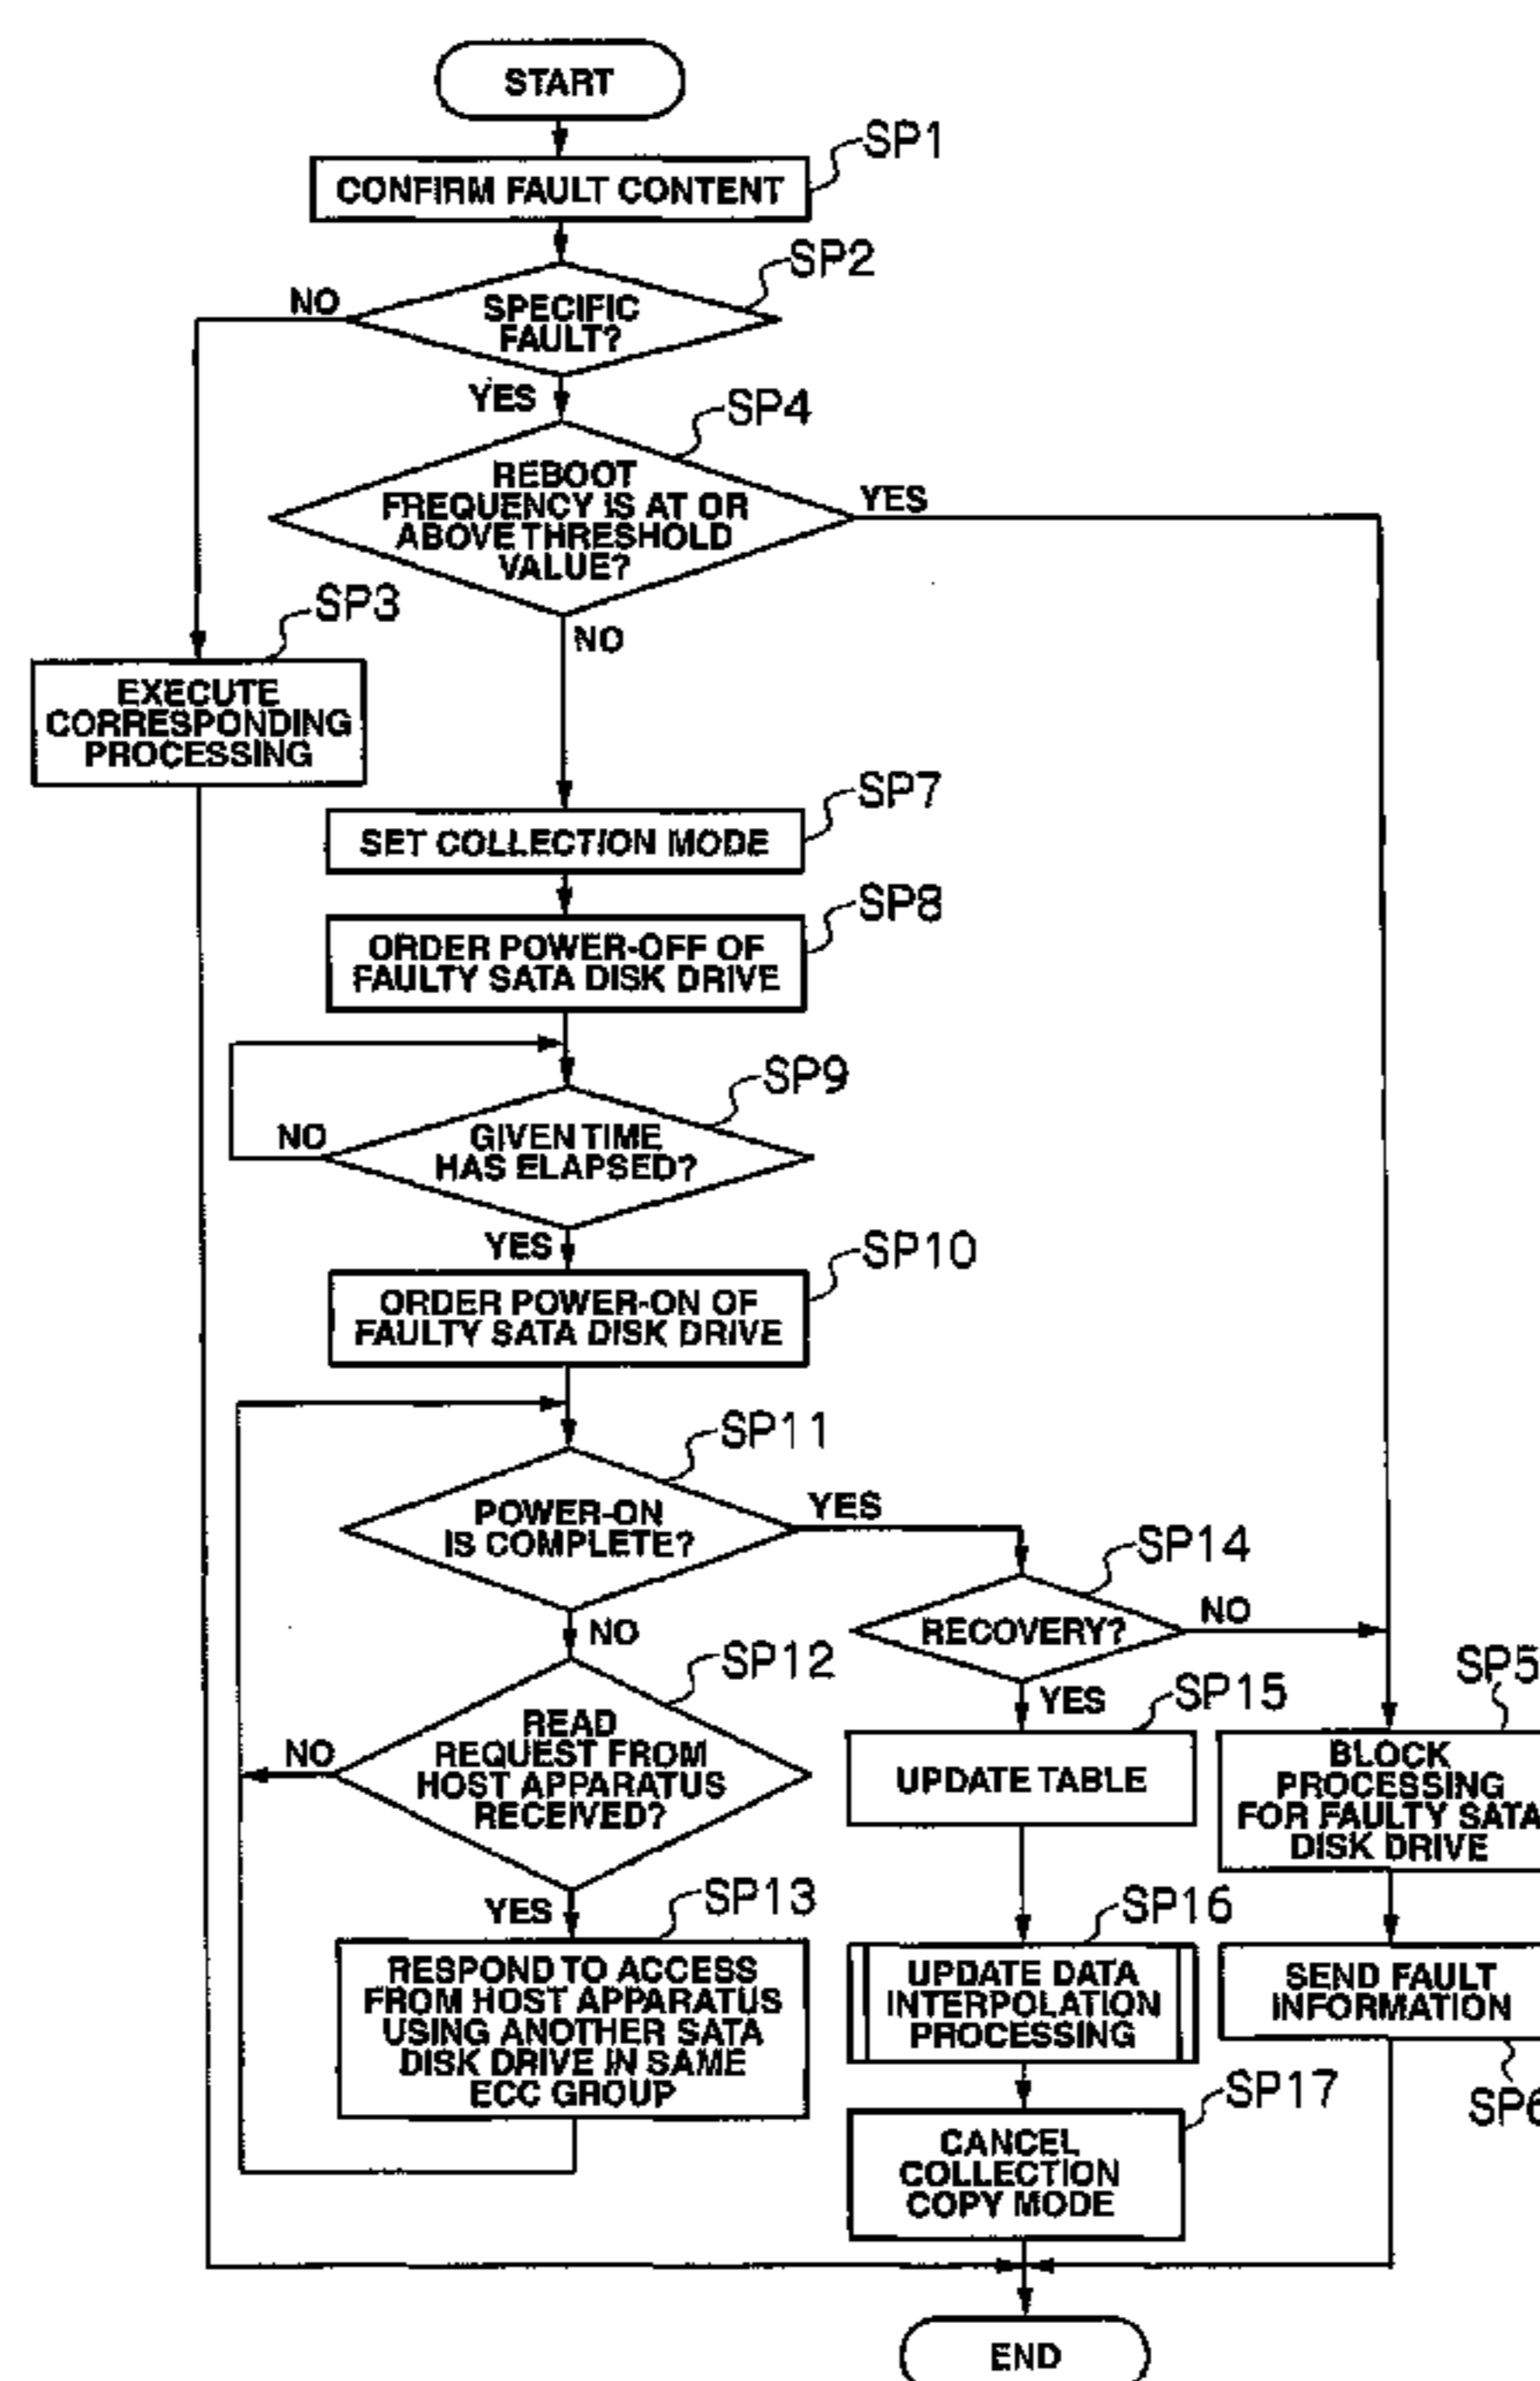 START
SP1
CONFIRM FAULT CONTENT
SP2
NO
SPECIFIC
FAULT?
YES
SP4
REBOOT
FREQUENCY IS AT OR
ABOVE THRESHOLD
VALUE?
YES
NO
SP3
EXECUTE
CORRESPONDING
PROCESSING
SP7
SET COLLECTION MODE
SP8
ORDER POWER-OFF OF
FAULTY SATA DISK DRIVE
SP9
NO
GIVEN TIME
HAS ELAPSED?
YES
SP10
ORDER POWER-ON OF
FAULTY SATA DISK DRIVE
SP11
POWER-ON
IS COMPLETE?
YES
NO
SP14
RECOVERY?
NO
YES
SP12
READ
REQUEST FROM
HOST APPARATUS
RECEIVED?
NO
YES
SP13
RESPOND TO ACCESS
FROM HOST APPARATUS
USING ANOTHER SATA
DISK DRIVE IN SAME
ECC GROUP
SP15
UPDATE TABLE
SP5
BLOCK
PROCESSING
FOR FAULTY SATA
DISK DRIVE
SP16
UPDATE DATA
INTERPOLATION
PROCESSING
SEND FAULT
INFORMATION
SP6
SP17
CANCEL
COLLECTION
COPY MODE
END